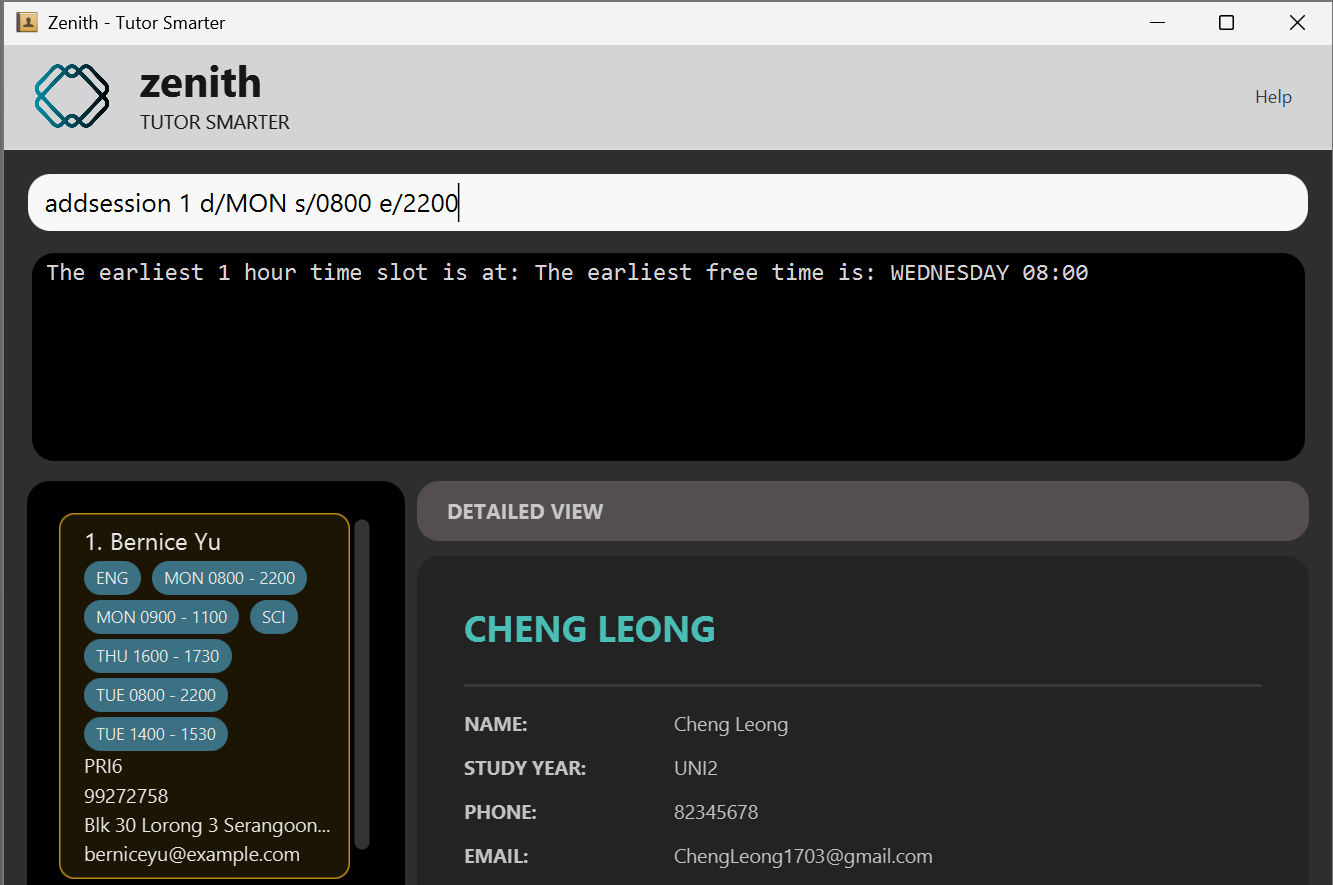 Zenith - Tutor Smarter
zenith
TUTOR SMARTER
Help
addsession 1 d/MON s/0800 e/2200
The earliest 1 hour time slot is at: The earliest free time is: WEDNESDAY 08:00
1. Bernice Yu
ENG MON 0800 - 2200
MON 0900 - 1100 SCI
THU 1600 - 1730
TUE 0800 - 2200
TUE 1400 - 1530
PRI6
99272758
Blk 30 Lorong 3 Serangoon...
berniceyu@example.com
DETAILED VIEW
CHENG LEONG
NAME: Cheng Leong
STUDY YEAR: UNI2
PHONE: 82345678
EMAIL: ChengLeong1703@gmail.com